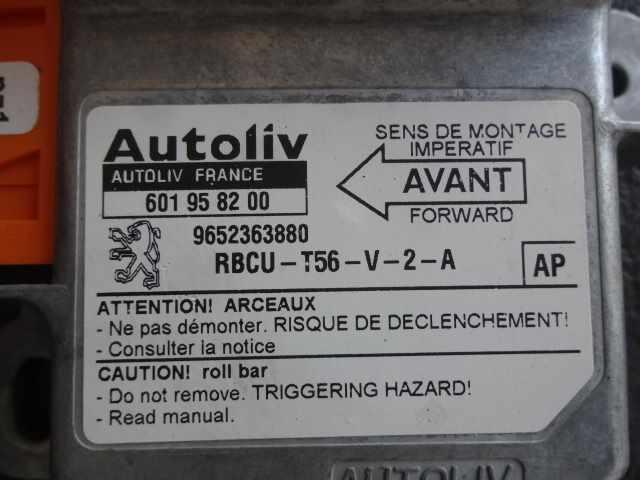 Autoliv
AUTOLIV FRANCE
601 95 82 00
9652363880
RBCU-T56-V-2-A
SENS DE MONTAGE
IMPERATIF
AVANT
FORWARD
AP
ATTENTION! ARCEAUX
- Ne pas démonter. RISQUE DE DECLENCHEMENT!
- Consulter la notice
CAUTION! roll bar
- Do not remove. TRIGGERING HAZARD!
- Read manual.
AUTOLIV